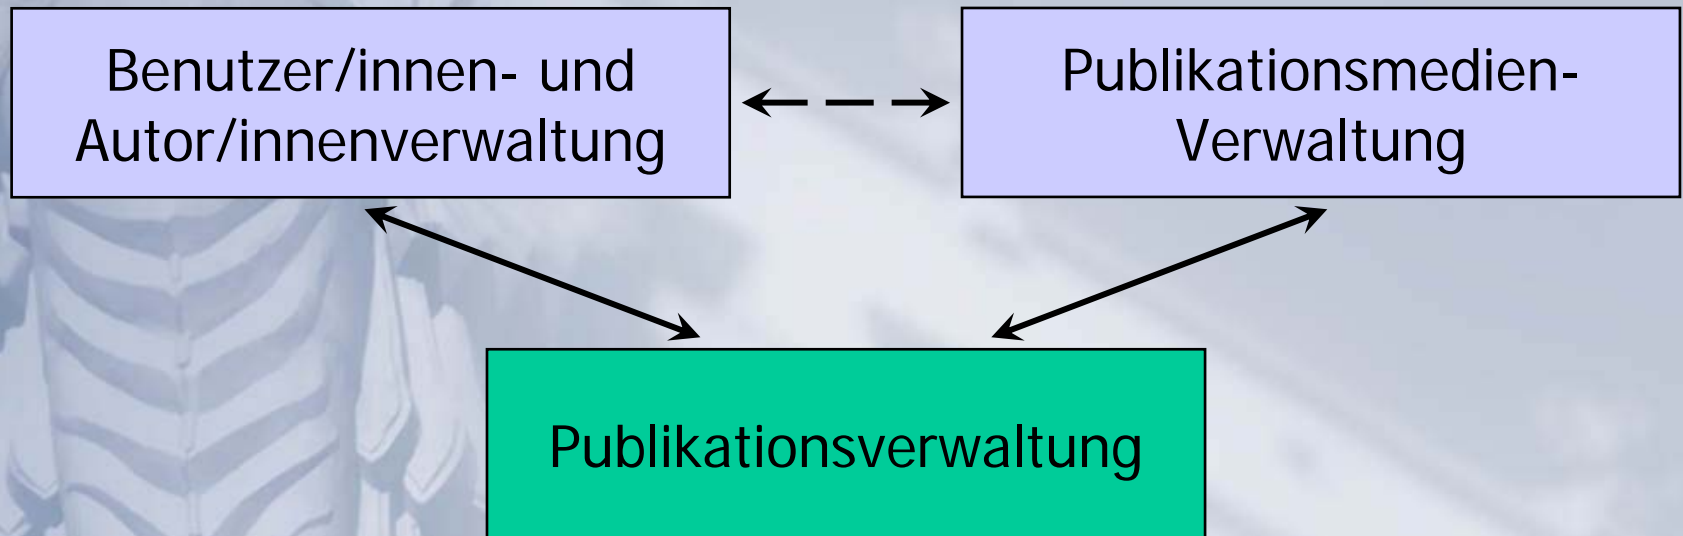 Benutzer/innen- und
Autor/innenverwaltung
Publikationsmedien-
Verwaltung
Publikationsverwaltung